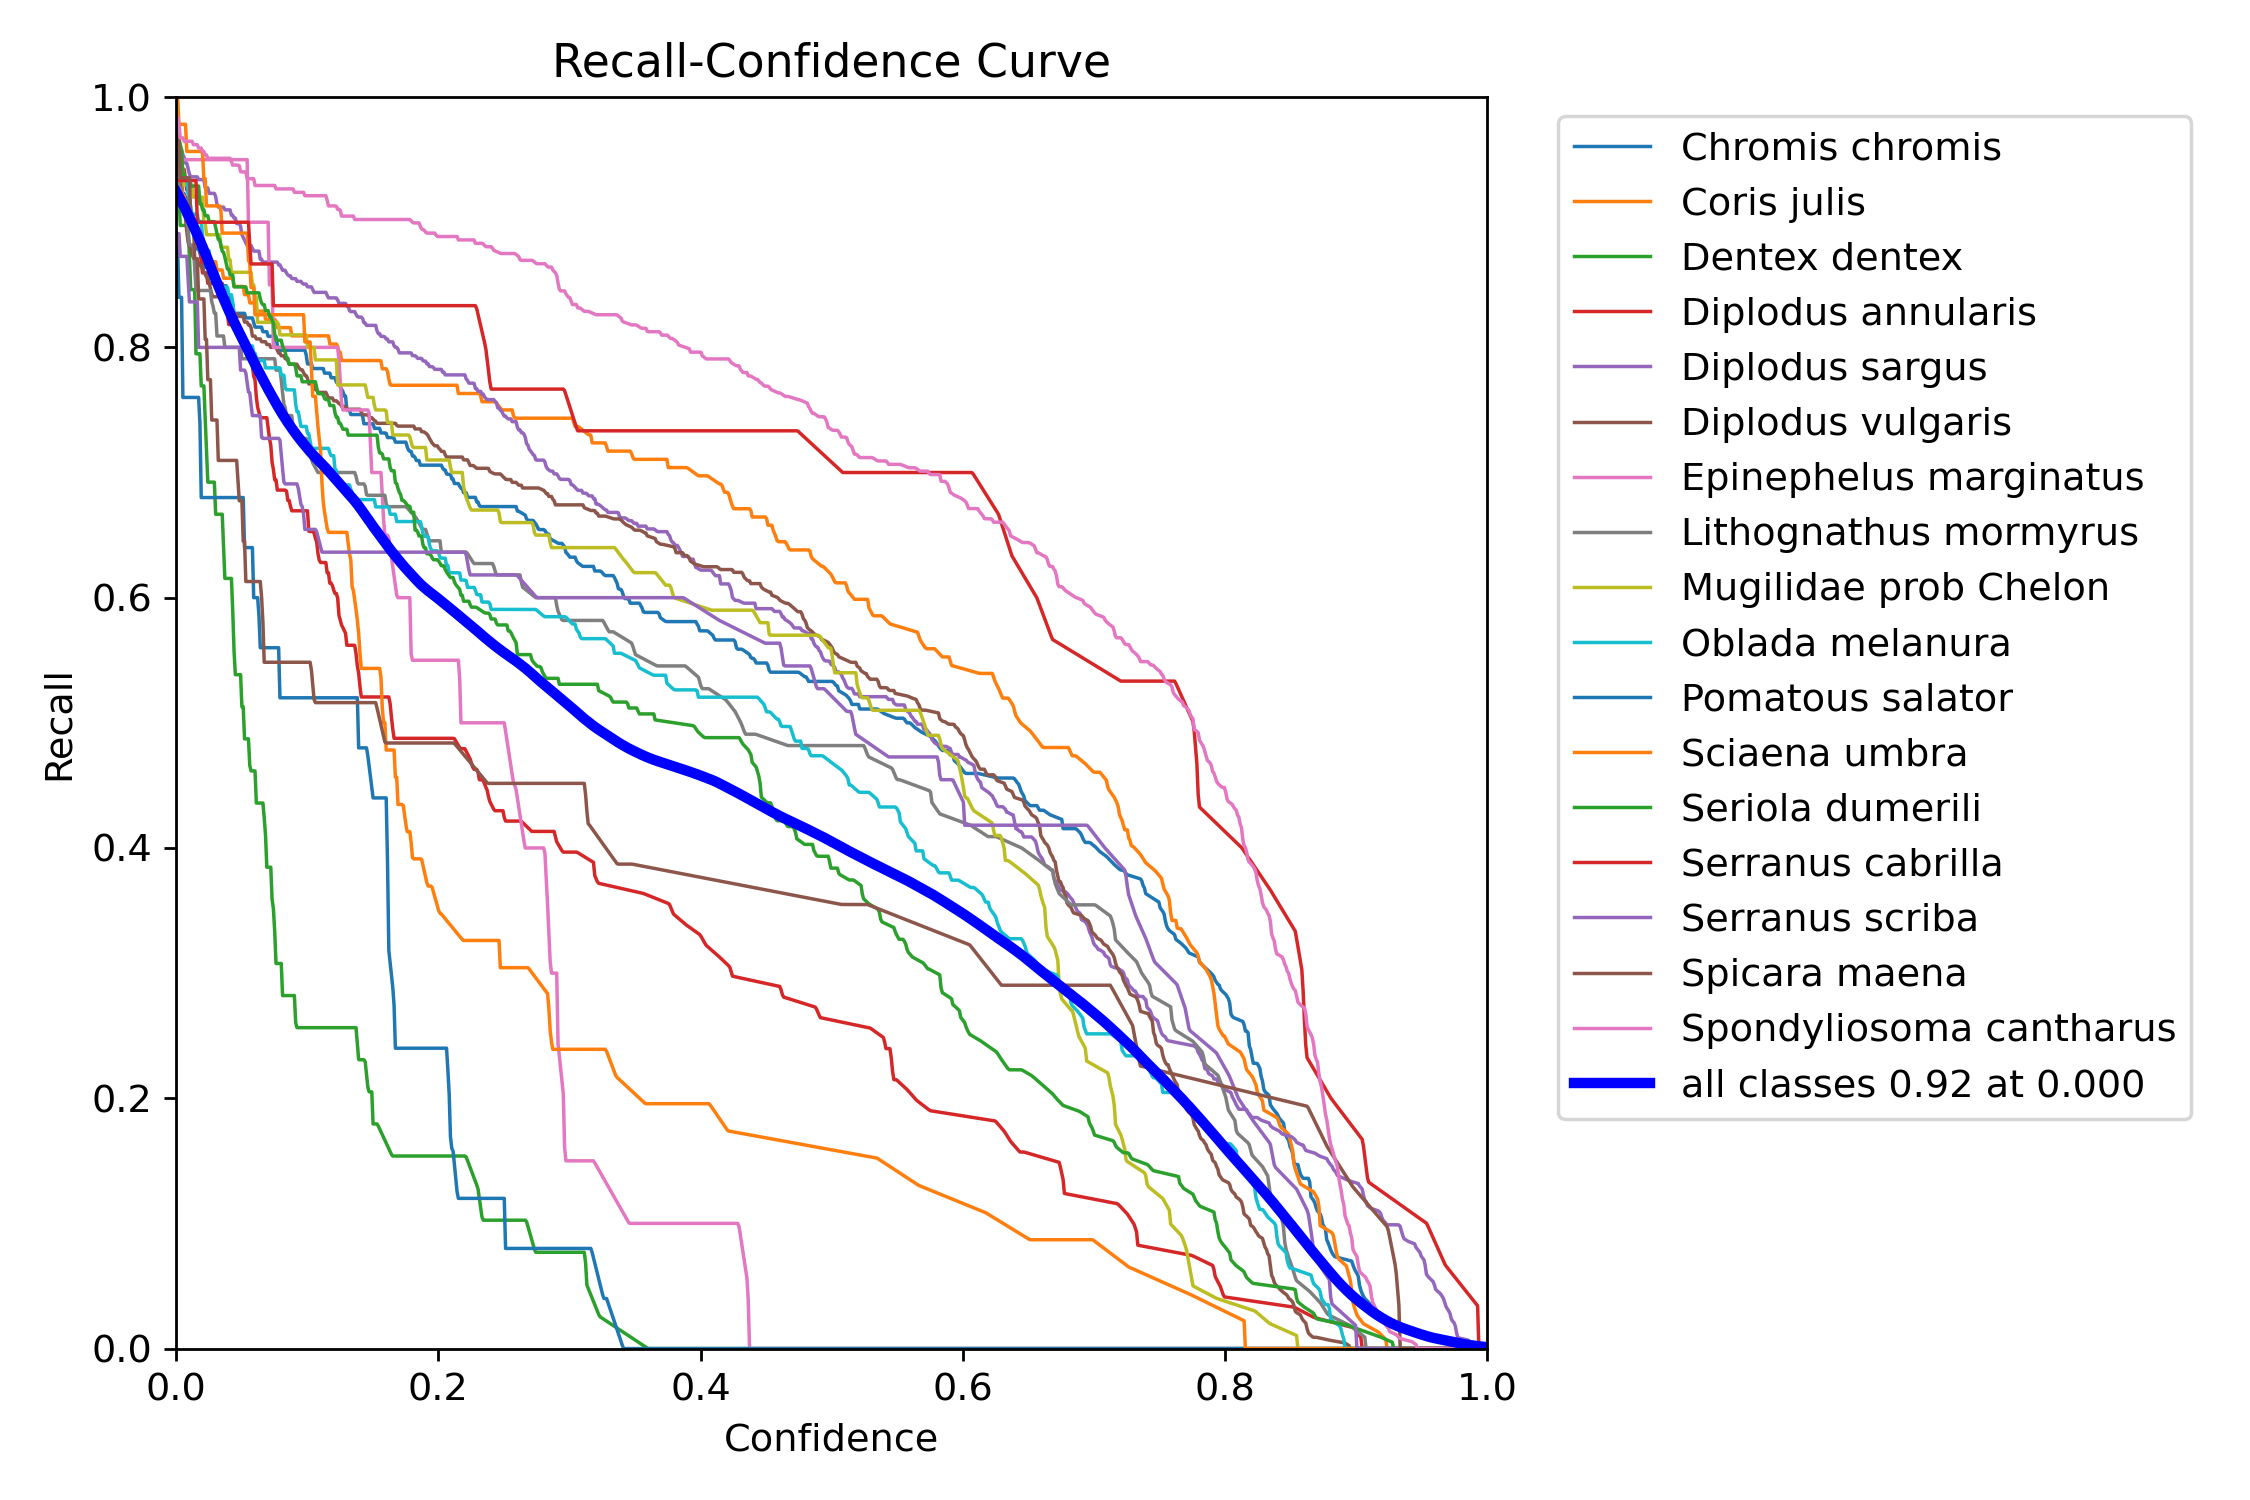 Recall-Confidence Curve
1.0
0.8
0.6
0.4
0.2
0.0
Recall
0.0 0.2 0.4 0.6 0.8 1.0
Confidence
Chromis chromis
Coris julis
Dentex dentex
Diplodus annularis
Diplodus sargus
Diplodus vulgaris
Epinephelus marginatus
Lithognathus mormyrus
Mugilidae prob Chelon
Oblada melanura
Pomatous salator
Sciaena umbra
Seriola dumerili
Serranus cabrilla
Serranus scriba
Spicara maena
Spondyliosoma cantharus
all classes 0.92 at 0.000